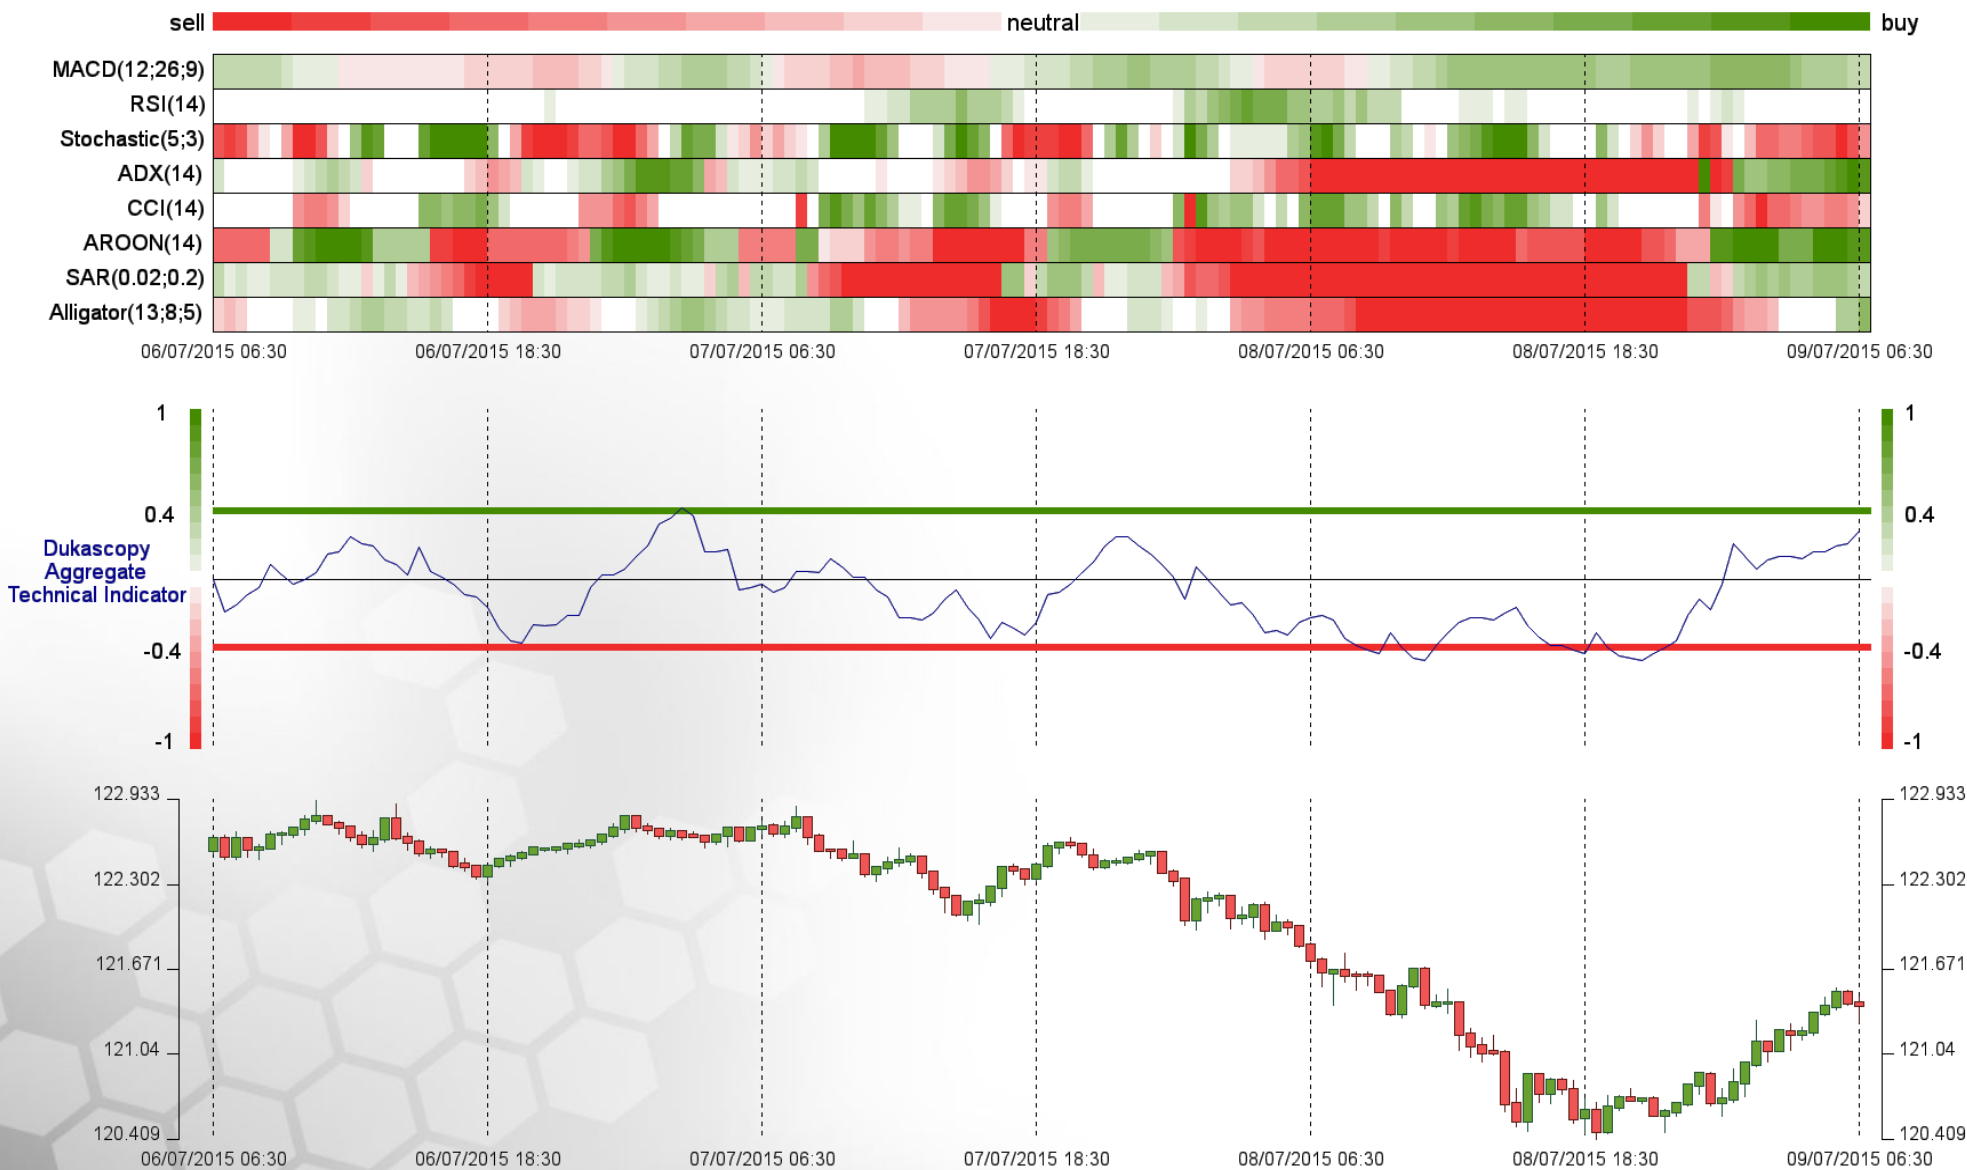 sell neutral buy
MACD(12;26;9)
RSI(14)
Stochastic(5;3)
ADX(14)
CCI(14)
AROON(14)
SAR(0.02;0.2)
Alligator(13;8;5)
06/07/2015 06:30 06/07/2015 18:30 07/07/2015 06:30 07/07/2015 18:30 08/07/2015 06:30 08/07/2015 18:30 09/07/2015 06:30
1 1
0.4 0.4
Dukascopy
Aggregate
Technical Indicator
-0.4 -0.4
-1 -1
122.933 122.933
122.302 122.302
121.671 121.671
121.04 121.04
120.409 120.409
06/07/2015 06:30 06/07/2015 18:30 07/07/2015 06:30 07/07/2015 18:30 08/07/2015 06:30 08/07/2015 18:30 09/07/2015 06:30